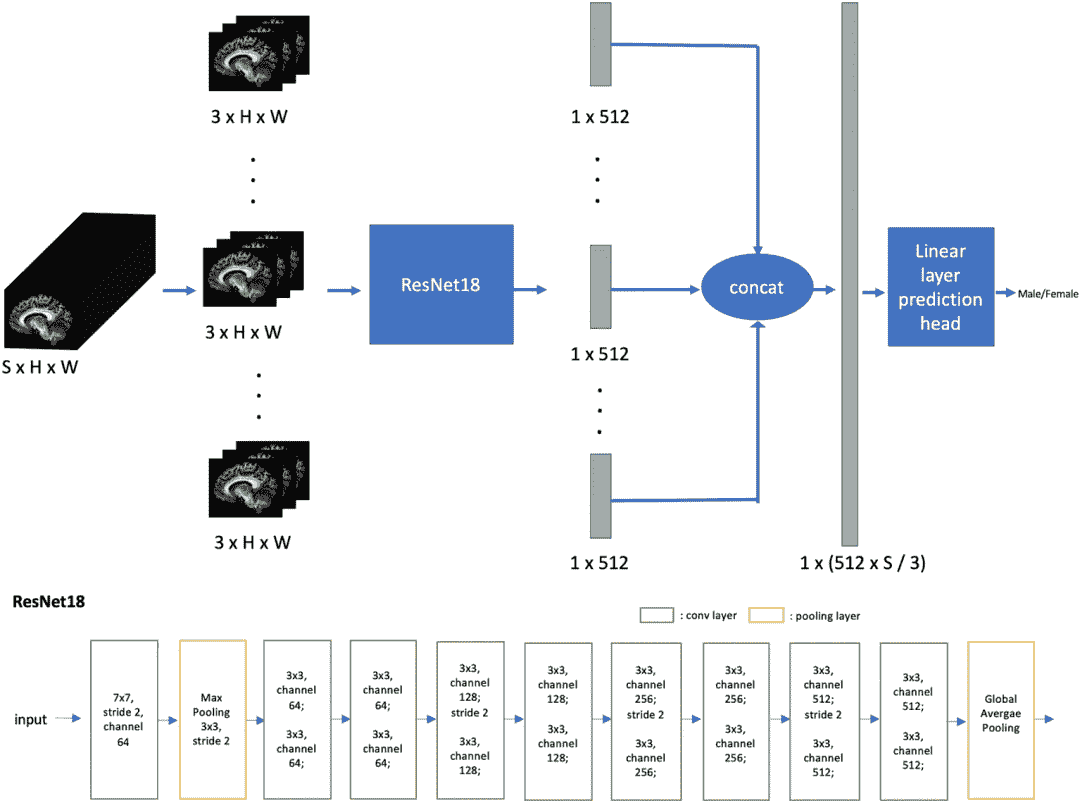 3 x H x W
1 x 512
S x H x W
3 x H x W
ResNet18
1 x 512
concat
Linear
layer
prediction
head
Male/Female
3 x H x W
1 x 512
1 x (512 x S / 3)
ResNet18
: conv layer
: pooling layer
input
7x7,
stride 2,
channel
64
Max
Pooling
3x3,
stride 2
3x3,
channel
64;
3x3,
channel
64;
3x3,
channel
64;
3x3,
channel
64;
3x3,
channel
128;
stride 2
3x3,
channel
128;
3x3,
channel
128;
3x3,
channel
128;
3x3,
channel
256;
stride 2
3x3,
channel
256;
3x3,
channel
256;
3x3,
channel
256;
3x3,
channel
512;
stride 2
3x3,
channel
512;
3x3,
channel
512;
3x3,
channel
512;
Global
Avergae
Pooling